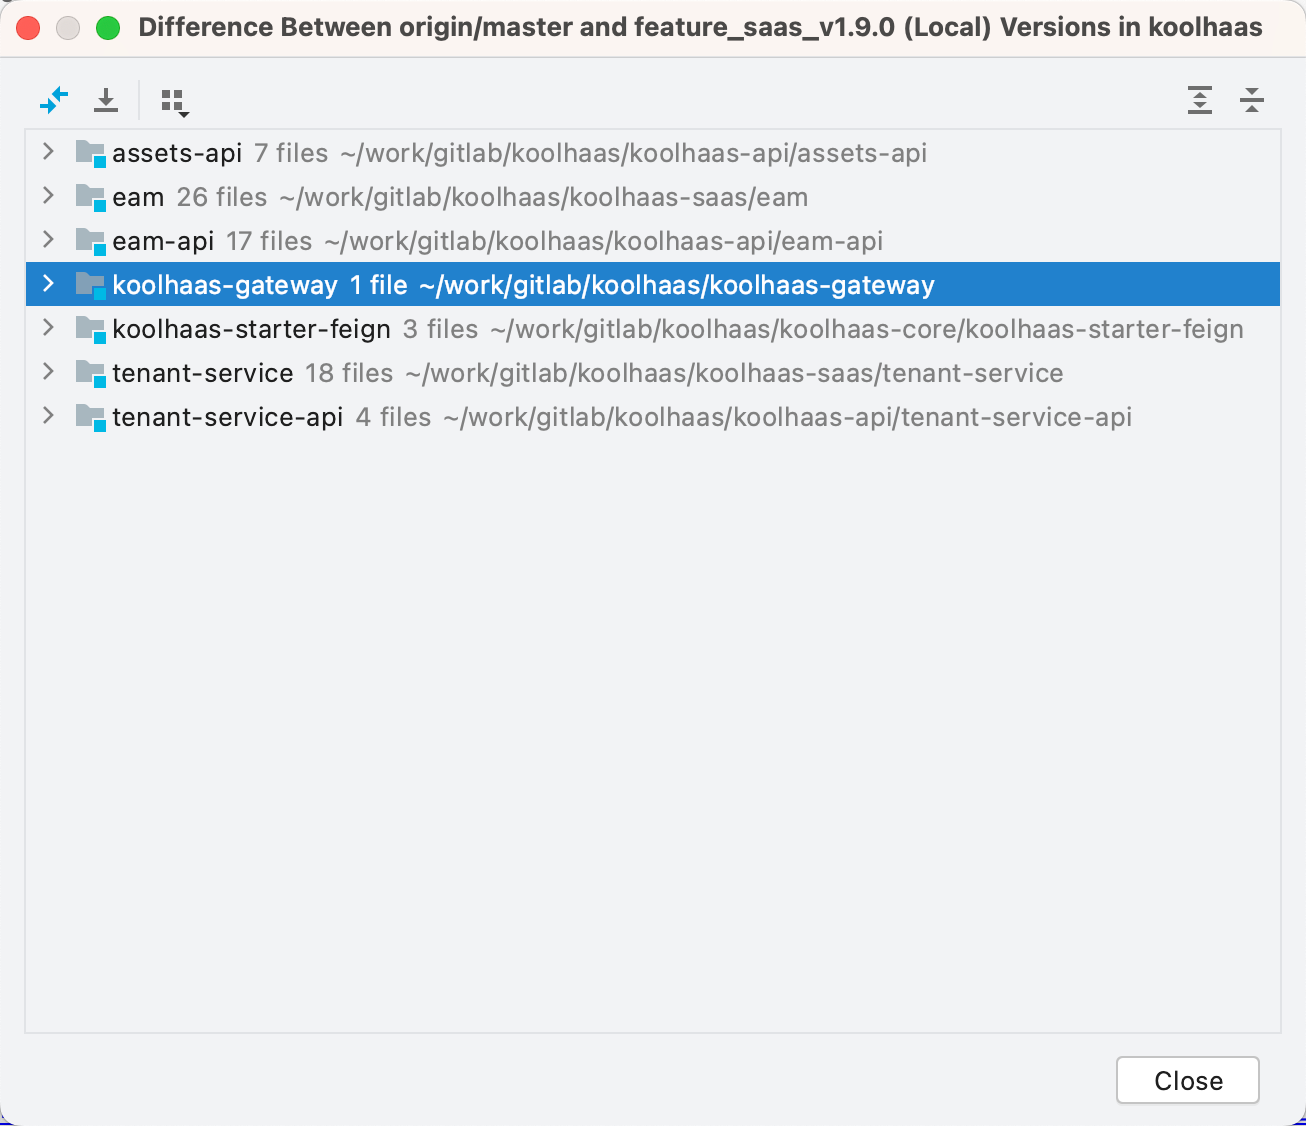 Difference Between origin/master and feature_saas_v1.9.0 (Local) Versions in koolhaas
assets-api 7 files ~/work/gitlab/koolhaas/koolhaas-api/assets-api
eam 26 files ~/work/gitlab/koolhaas/koolhaas-saas/eam
eam-api 17 files ~/work/gitlab/koolhaas/koolhaas-api/eam-api
koolhaas-gateway 1 file ~/work/gitlab/koolhaas/koolhaas-gateway
koolhaas-starter-feign 3 files ~/work/gitlab/koolhaas/koolhaas-core/koolhaas-starter-feign
tenant-service 18 files ~/work/gitlab/koolhaas/koolhaas-saas/tenant-service
tenant-service-api 4 files ~/work/gitlab/koolhaas/koolhaas-api/tenant-service-api
Close